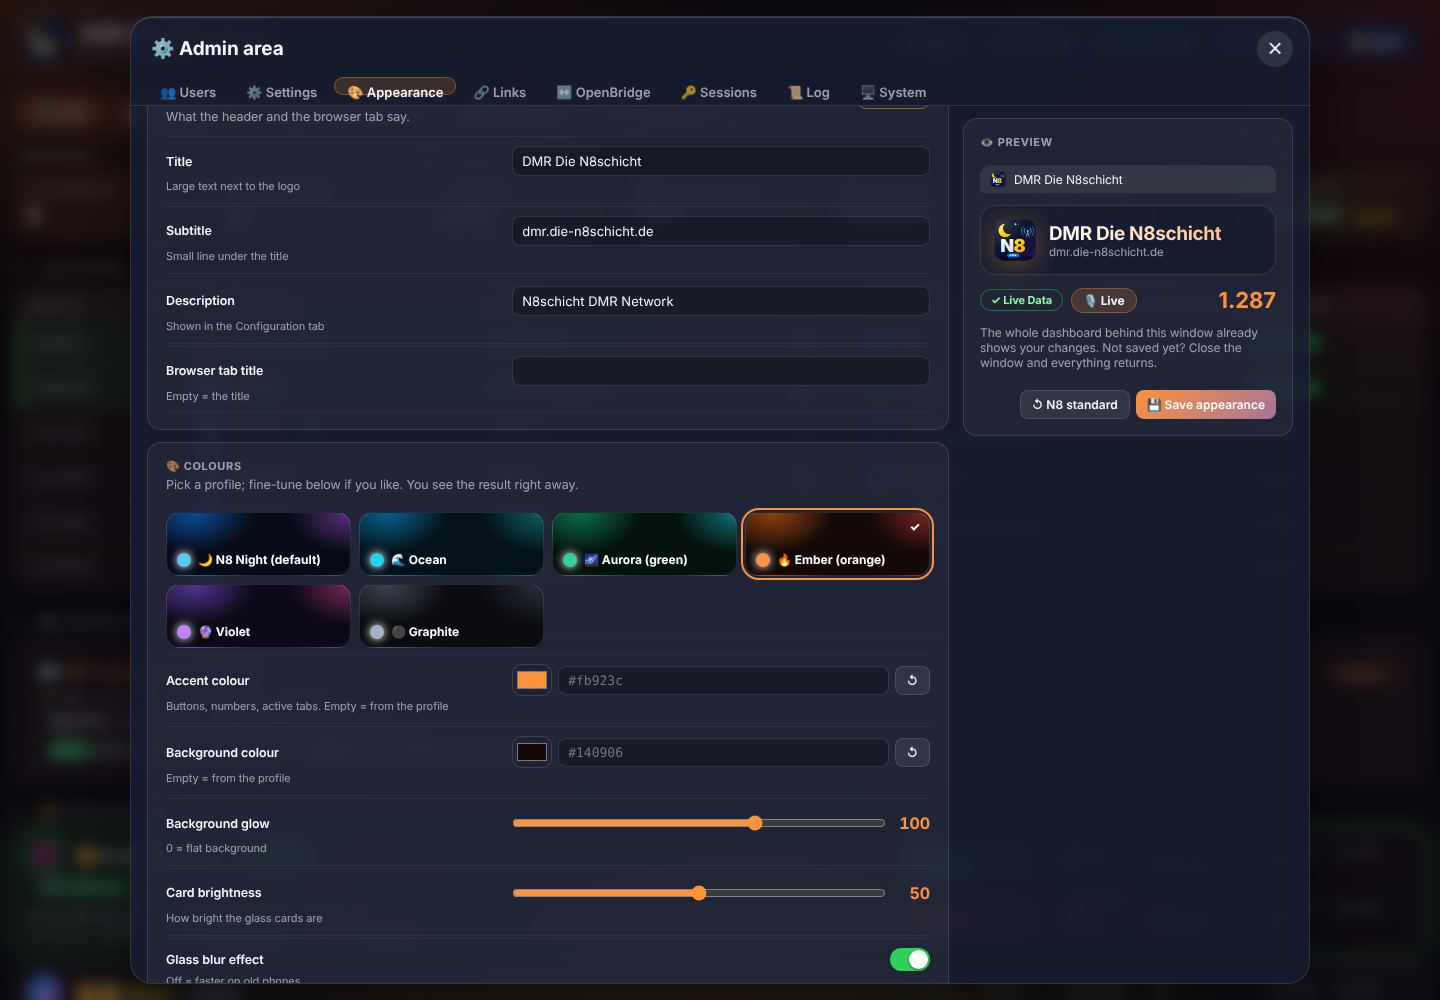 ⚙️ Admin area
✕
👥 Users ⚙️ Settings 🎨 Appearance 🔗 Links ↔️ OpenBridge 🔑 Sessions 📜 Log 🖥️ System
What the header and the browser tab say.
Title
DMR Die N8schicht
Large text next to the logo
Subtitle
dmr.die-n8schicht.de
Small line under the title
Description
N8schicht DMR Network
Shown in the Configuration tab
Browser tab title
Empty = the title
🎨 COLOURS
Pick a profile; fine-tune below if you like. You see the result right away.
🌙 N8 Night (default)
🌊 Ocean
🌌 Aurora (green)
🔥 Ember (orange)
✓
🔮 Violet
⚫ Graphite
Accent colour
#fb923c
↺
Buttons, numbers, active tabs. Empty = from the profile
Background colour
#140906
↺
Empty = from the profile
Background glow
100
0 = flat background
Card brightness
50
How bright the glass cards are
Glass blur effect
Off = faster on old phones
👁️ PREVIEW
N8 DMR Die N8schicht
N8
DMR Die N8schicht
dmr.die-n8schicht.de
✓ Live Data 🎙️ Live 1.287
The whole dashboard behind this window already
shows your changes. Not saved yet? Close the
window and everything returns.
↺ N8 standard 💾 Save appearance